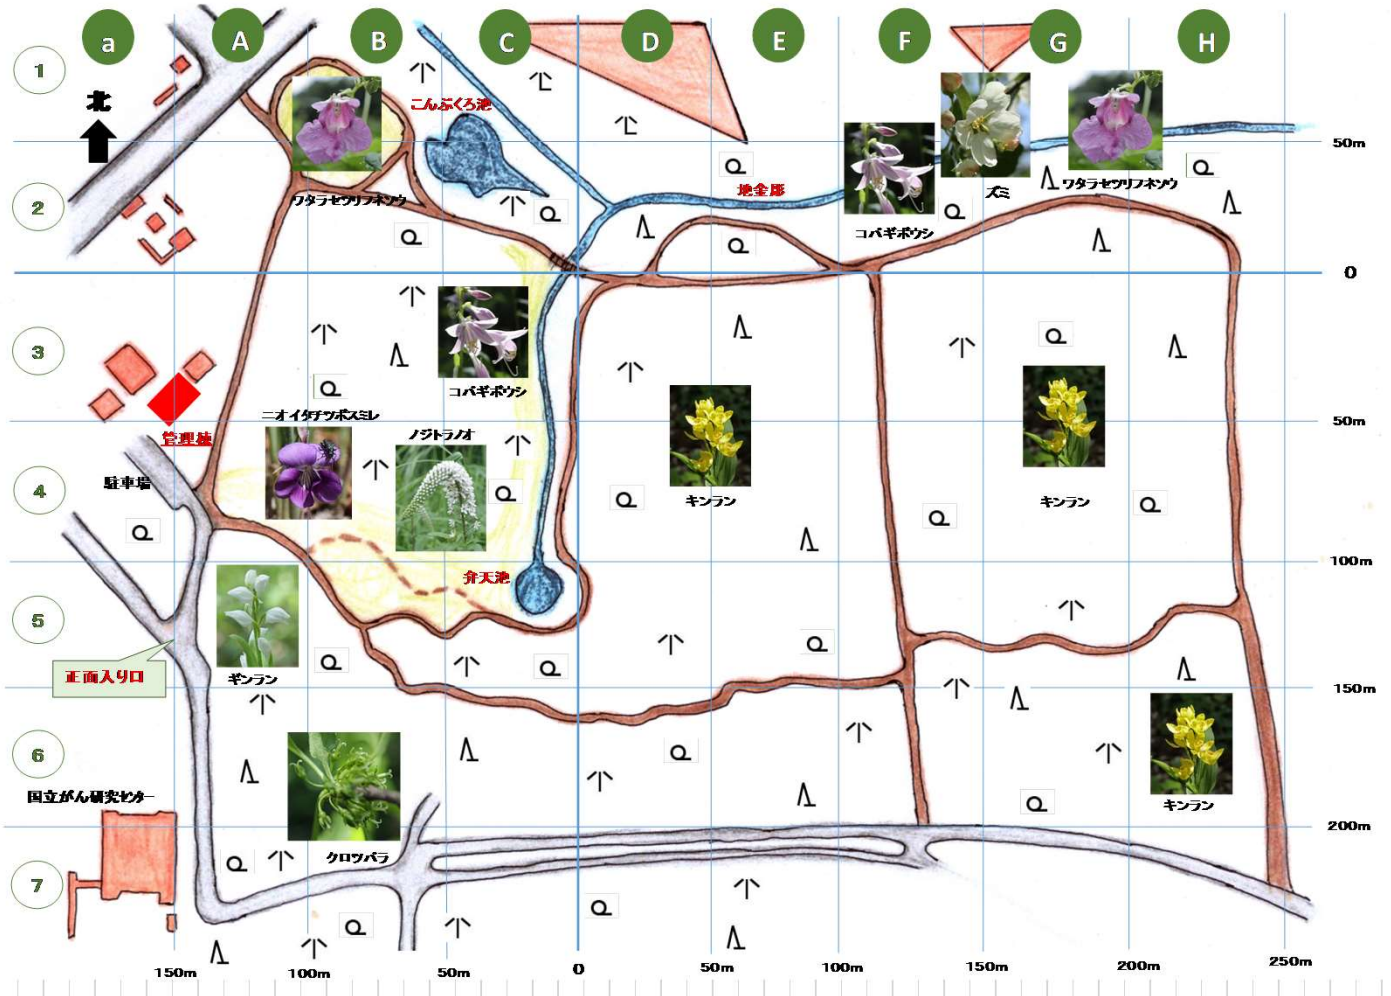 a A B C D E F G H
1
北
こんぶくろ池
50m
地金堀
ワタラセツリフネソウ
ズミ
ワタラセツリフネソウ
2
コバギボウシ
0
3
コバギボウシ
ニオイタチツボスミレ
50m
管理棟
ノジトラノオ
駐車場
4
キンラン
キンラン
100m
弁天池
5
正面入り口
ギンラン
150m
6
国立がん研究センター
キンラン
200m
クロツバラ
7
150m 100m 50m 0 50m 100m 150m 200m 250m